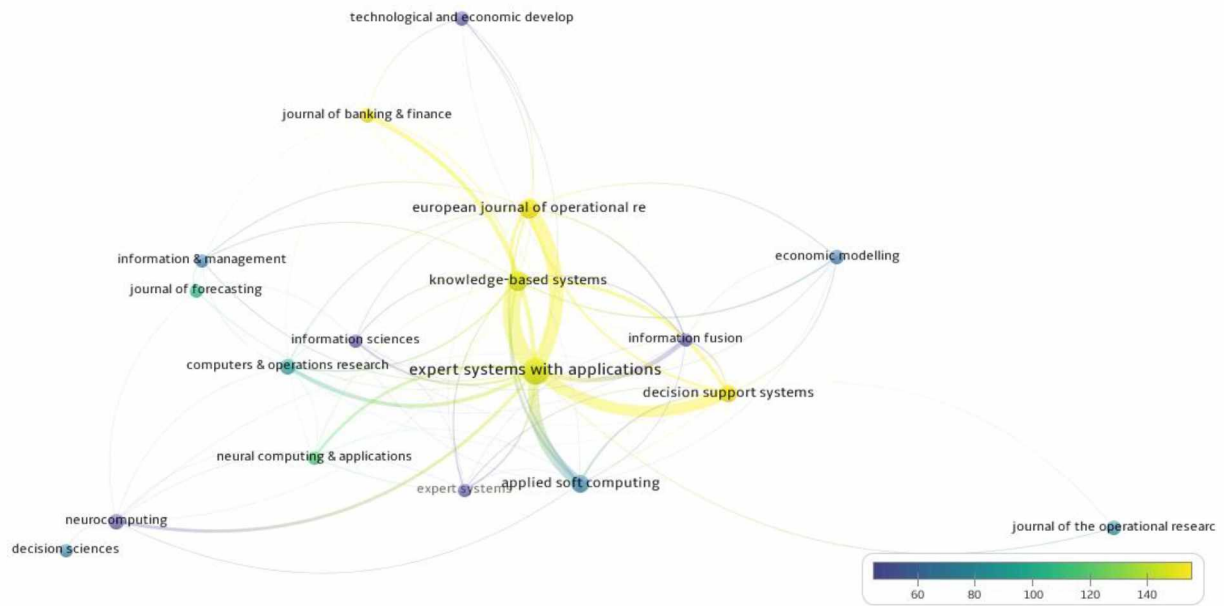 technological and economic develop
journal of banking & finance
european journal of operational re
information & management
economic modelling
knowledge-based systems
journal of forecasting
information sciences
information fusion
computers & operations research
expert systems with applications
decision support systems
neural computing & applications
expert systems
applied soft computing
neurocomputing
journal of the operational researc
decision sciences
60 80 100 120 140